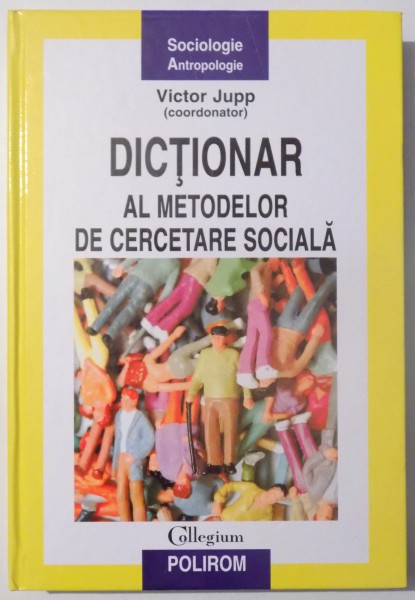 Sociologie
Antropologie
Victor Jupp
(coordonator)
DICŢIONAR
AL METODELOR
DE CERCETARE SOCIALĂ
Collegium
POLIROM